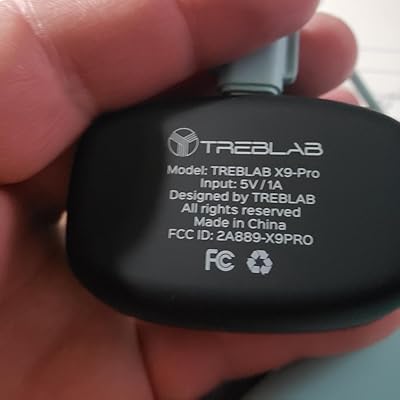 TREBLAB
Model: TREBLAB X9-Pro
Input: 5V/1A
Designed by TREBLAB
All rights reserved
Made in China
FCC ID: 2A889-X9PRO
FC